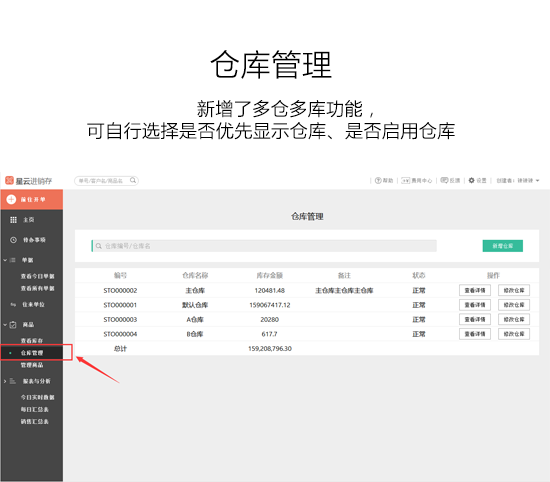 仓库管理
新增了多仓多库功能，
可自行选择是否优先显示仓库、是否启用仓库
星云进销存
单号/客户名/商品名
帮助
教程中心
反馈
设置
创建者：
前往开单
主页
待办事项
单据
查看今日单据
查看所有单据
往来单位
商品
查看库存
仓库管理
管理商品
报表与分析
今日实时数据
每日汇总表
销售汇总表
仓库管理
仓库编号/仓库名
新增仓库
编号 仓库名称 库存金额 备注 状态 操作
STO000002 主仓库 120481.48 主仓库主仓库主仓库 正常 查看详情 修改仓库
STO000001 默认仓库 159067417.12 正常 查看详情 修改仓库
STO000003 A仓库 20280 正常 查看详情 修改仓库
STO000004 B仓库 617.7 正常 查看详情 修改仓库
总计 159,208,796.30